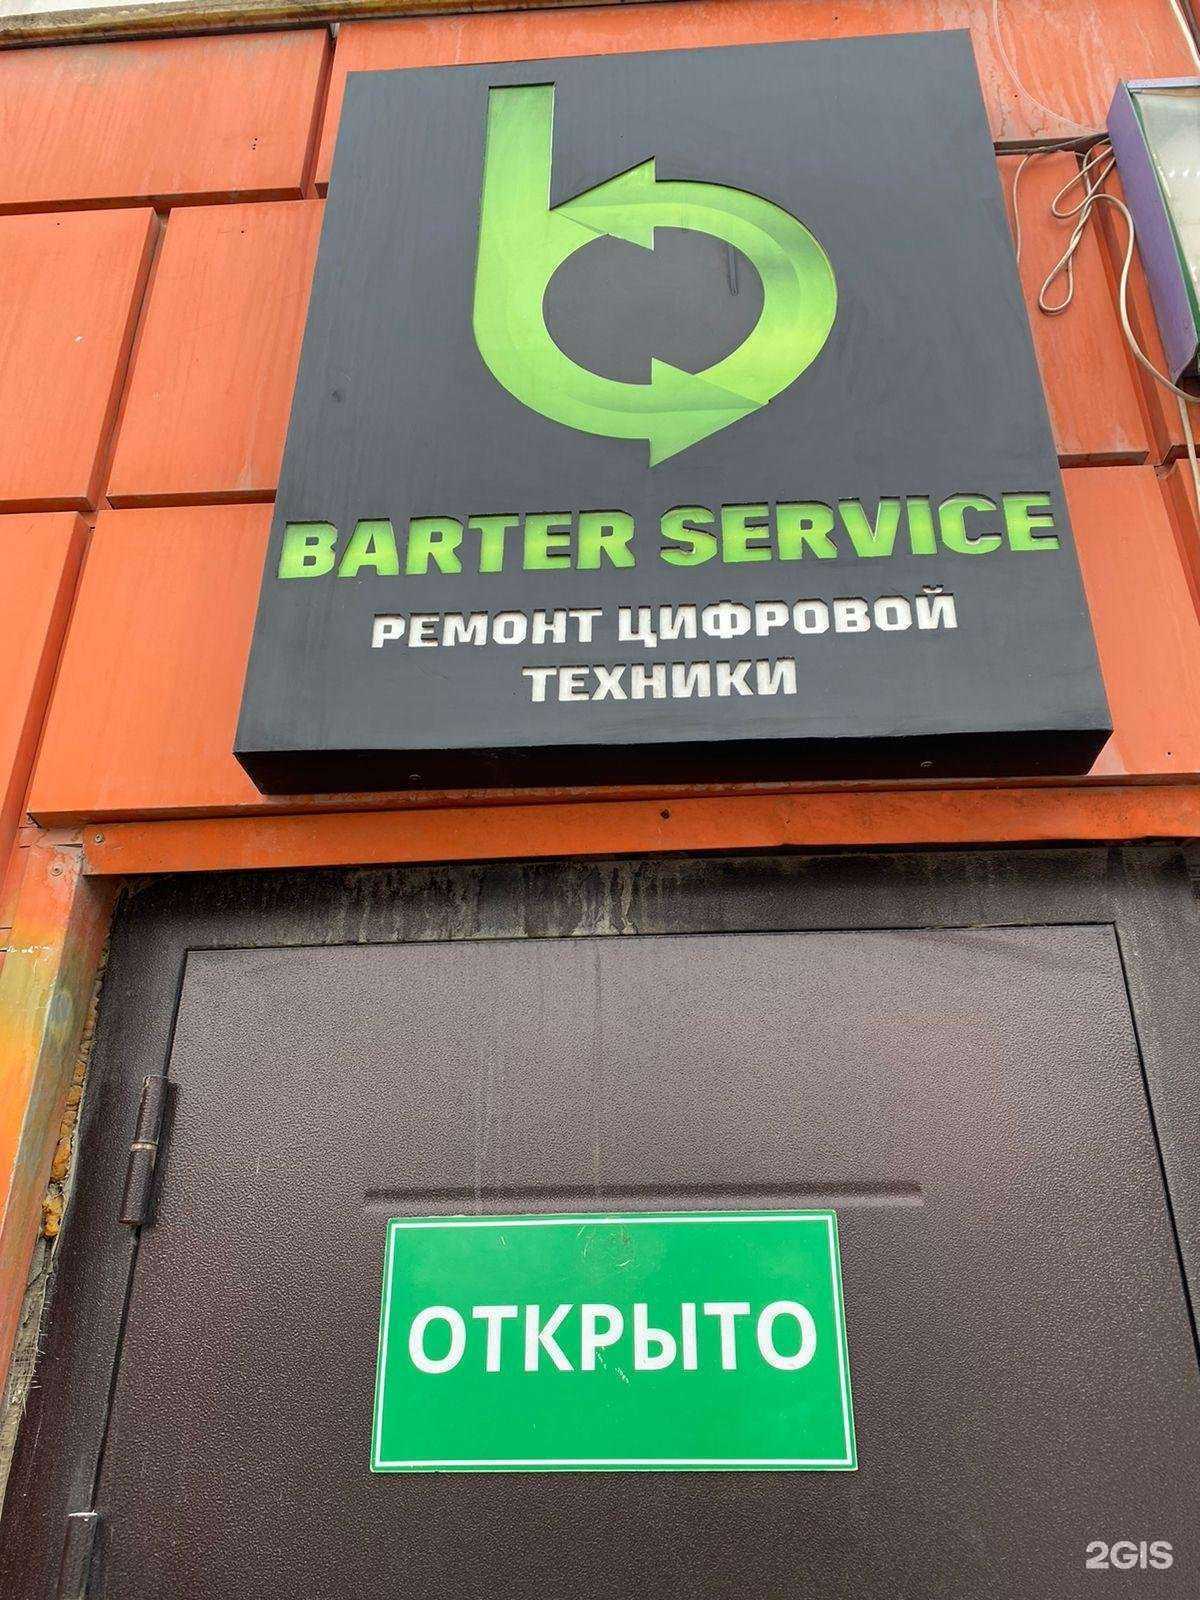 b
BARTER SERVICE
РЕМОНТ ЦИФРОВОЙ
ТЕХНИКИ
ОТКРЫТО
2GIS